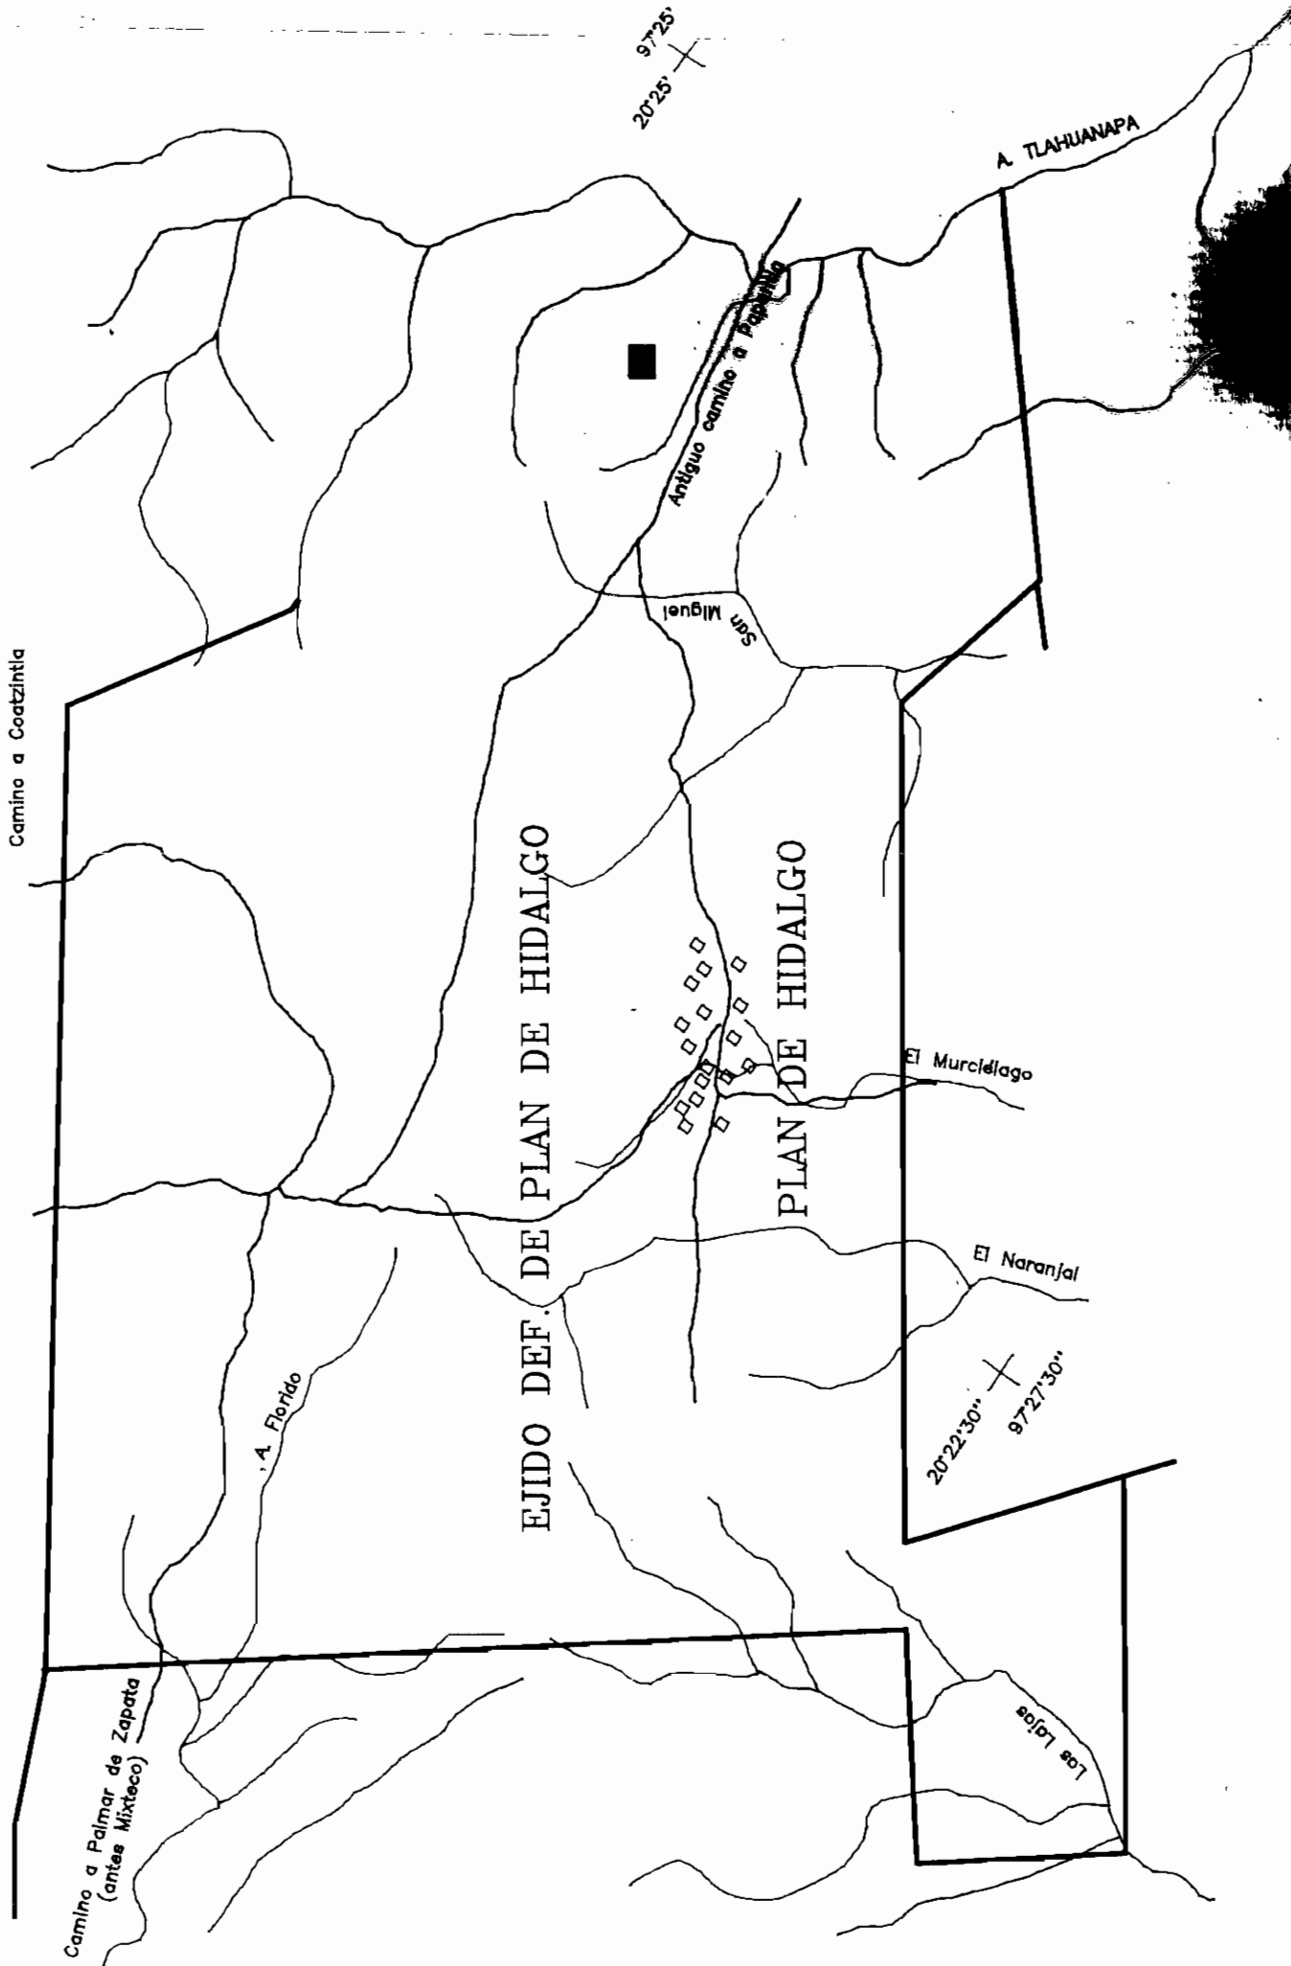 97°25'
20°25'
A. TLAHUANAPA
Antiguo camino a Papantla
San
Miguel
Camino a Coatzintla
EJIDO DEF. DE PLAN DE HIDALGO
PLAN DE HIDALGO
El Murciélago
El Naranjal
20°22'30"
97°27'30"
A. Florido
Las Lajas
Camino a Palmar de Zapata
(antes Mixteco)